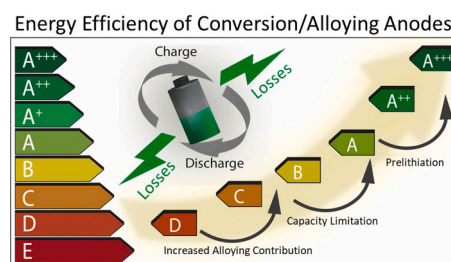 Energy Efficiency of Conversion/Alloying Anodes
A+++
A++
A+
A
B
C
D
E
Charge
Losses
Losses
Discharge
D
C
B
A
A++
A+++
Increased Alloying Contribution
Capacity Limitation
Prelithiation